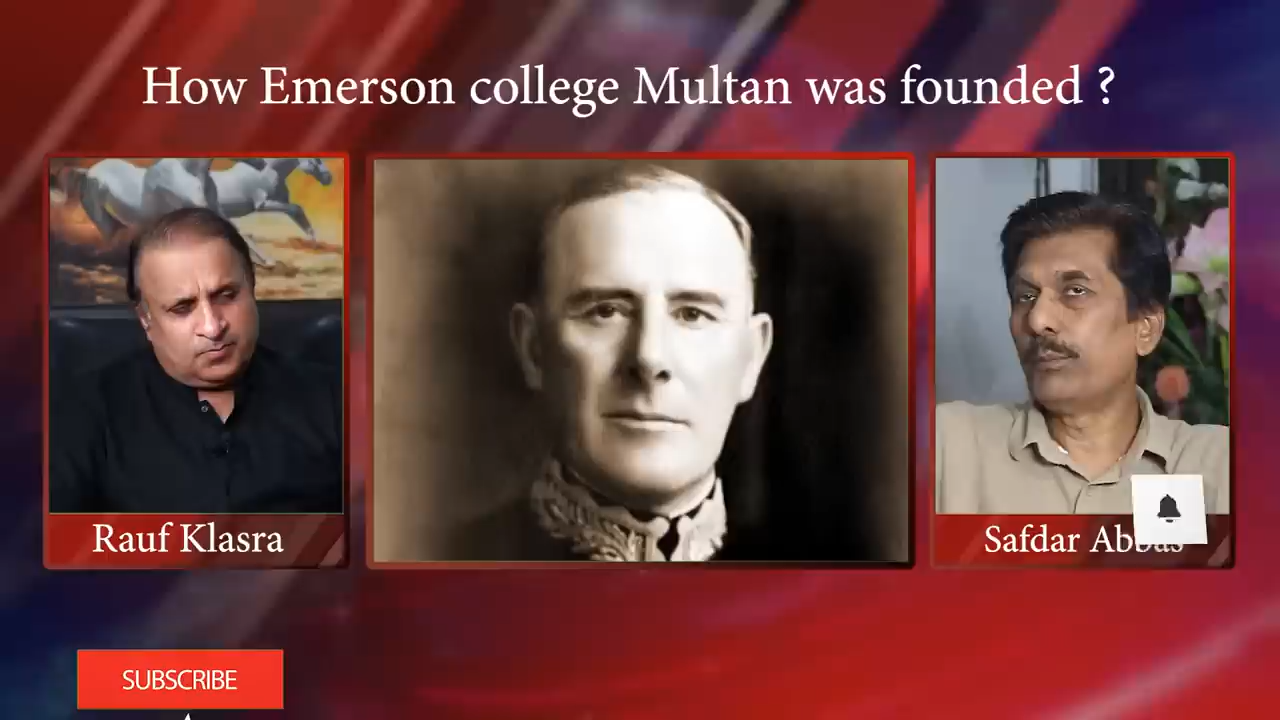 How Emerson college Multan was founded ?
Rauf Klasra
Safdar Abbas
SUBSCRIBE